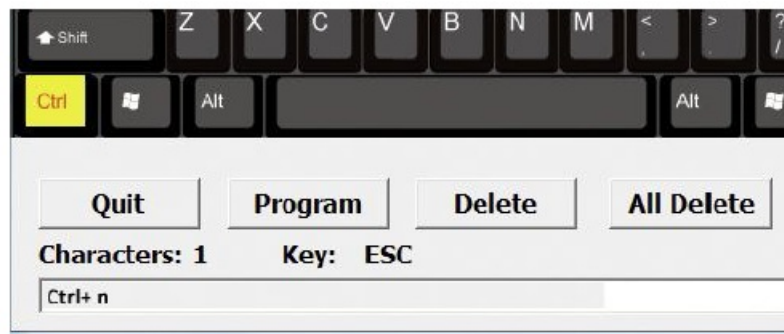 Shift Z X C V B N M < , > . ? /
Ctrl Alt Alt
Quit Program Delete All Delete
Characters: 1 Key: ESC
Ctrl+ n